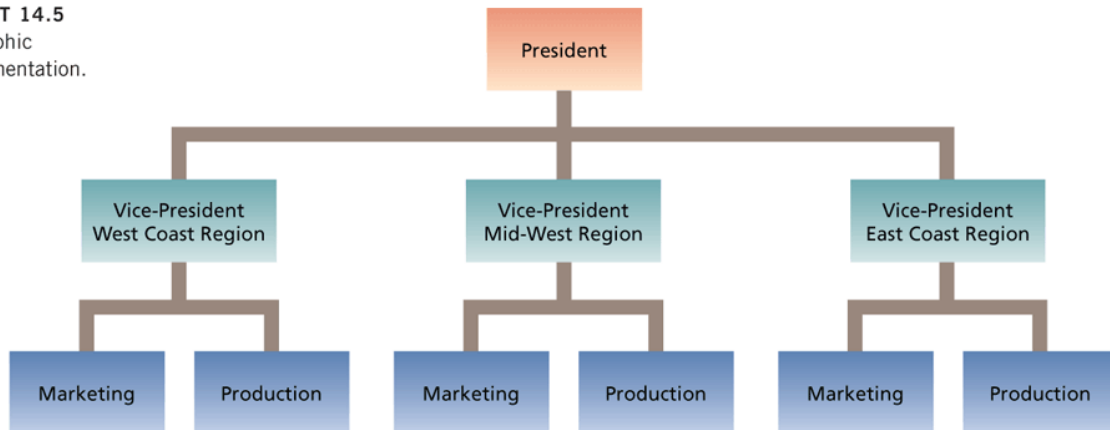 T 14.5
phic
nentation.
President
Vice-President
West Coast Region
Vice-President
Mid-West Region
Vice-President
East Coast Region
Marketing
Production
Marketing
Production
Marketing
Production